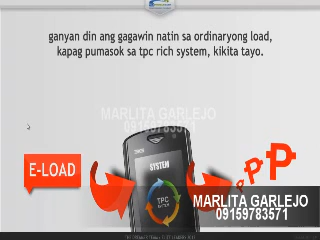 ganyan din ang gagawin natin sa ordinaryong load,
kapag pumasok sa tpc rich system, kikita tayo.
MARLITA GARLEJO
09159783571
E-LOAD
SYSTEM
TPC
MARLITA GARLEJO
09159783571